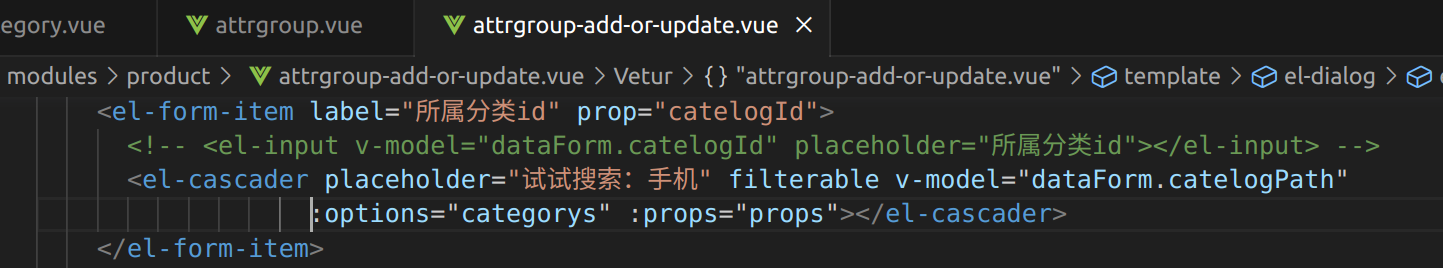 egory.vue attrgroup.vue attrgroup-add-or-update.vue ×
modules > product > attrgroup-add-or-update.vue > Vetur > {} "attrgroup-add-or-update.vue" > template > el-dialog >
<el-form-item label="所属分类id" prop="catelogId">
<!-- <el-input v-model="dataForm.catelogId" placeholder="所属分类id"></el-input> -->
<el-cascader placeholder="试试搜索：手机" filterable v-model="dataForm.catelogPath"
:options="categorys" :props="props"></el-cascader>
</el-form-item>